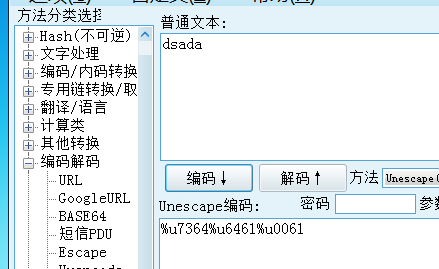 方法分类选择
普通文本:
Hash(不可逆)
文字处理
编码/内码转换
专用链转换/取
翻译/语言
计算类
其他转换
编码解码
URL
GoogleURL
BASE64
短信PDU
Escape
dsada
编码↓
解码↑
方法
Unescape编码:
密码
参数
%u7364%u6461%u0061